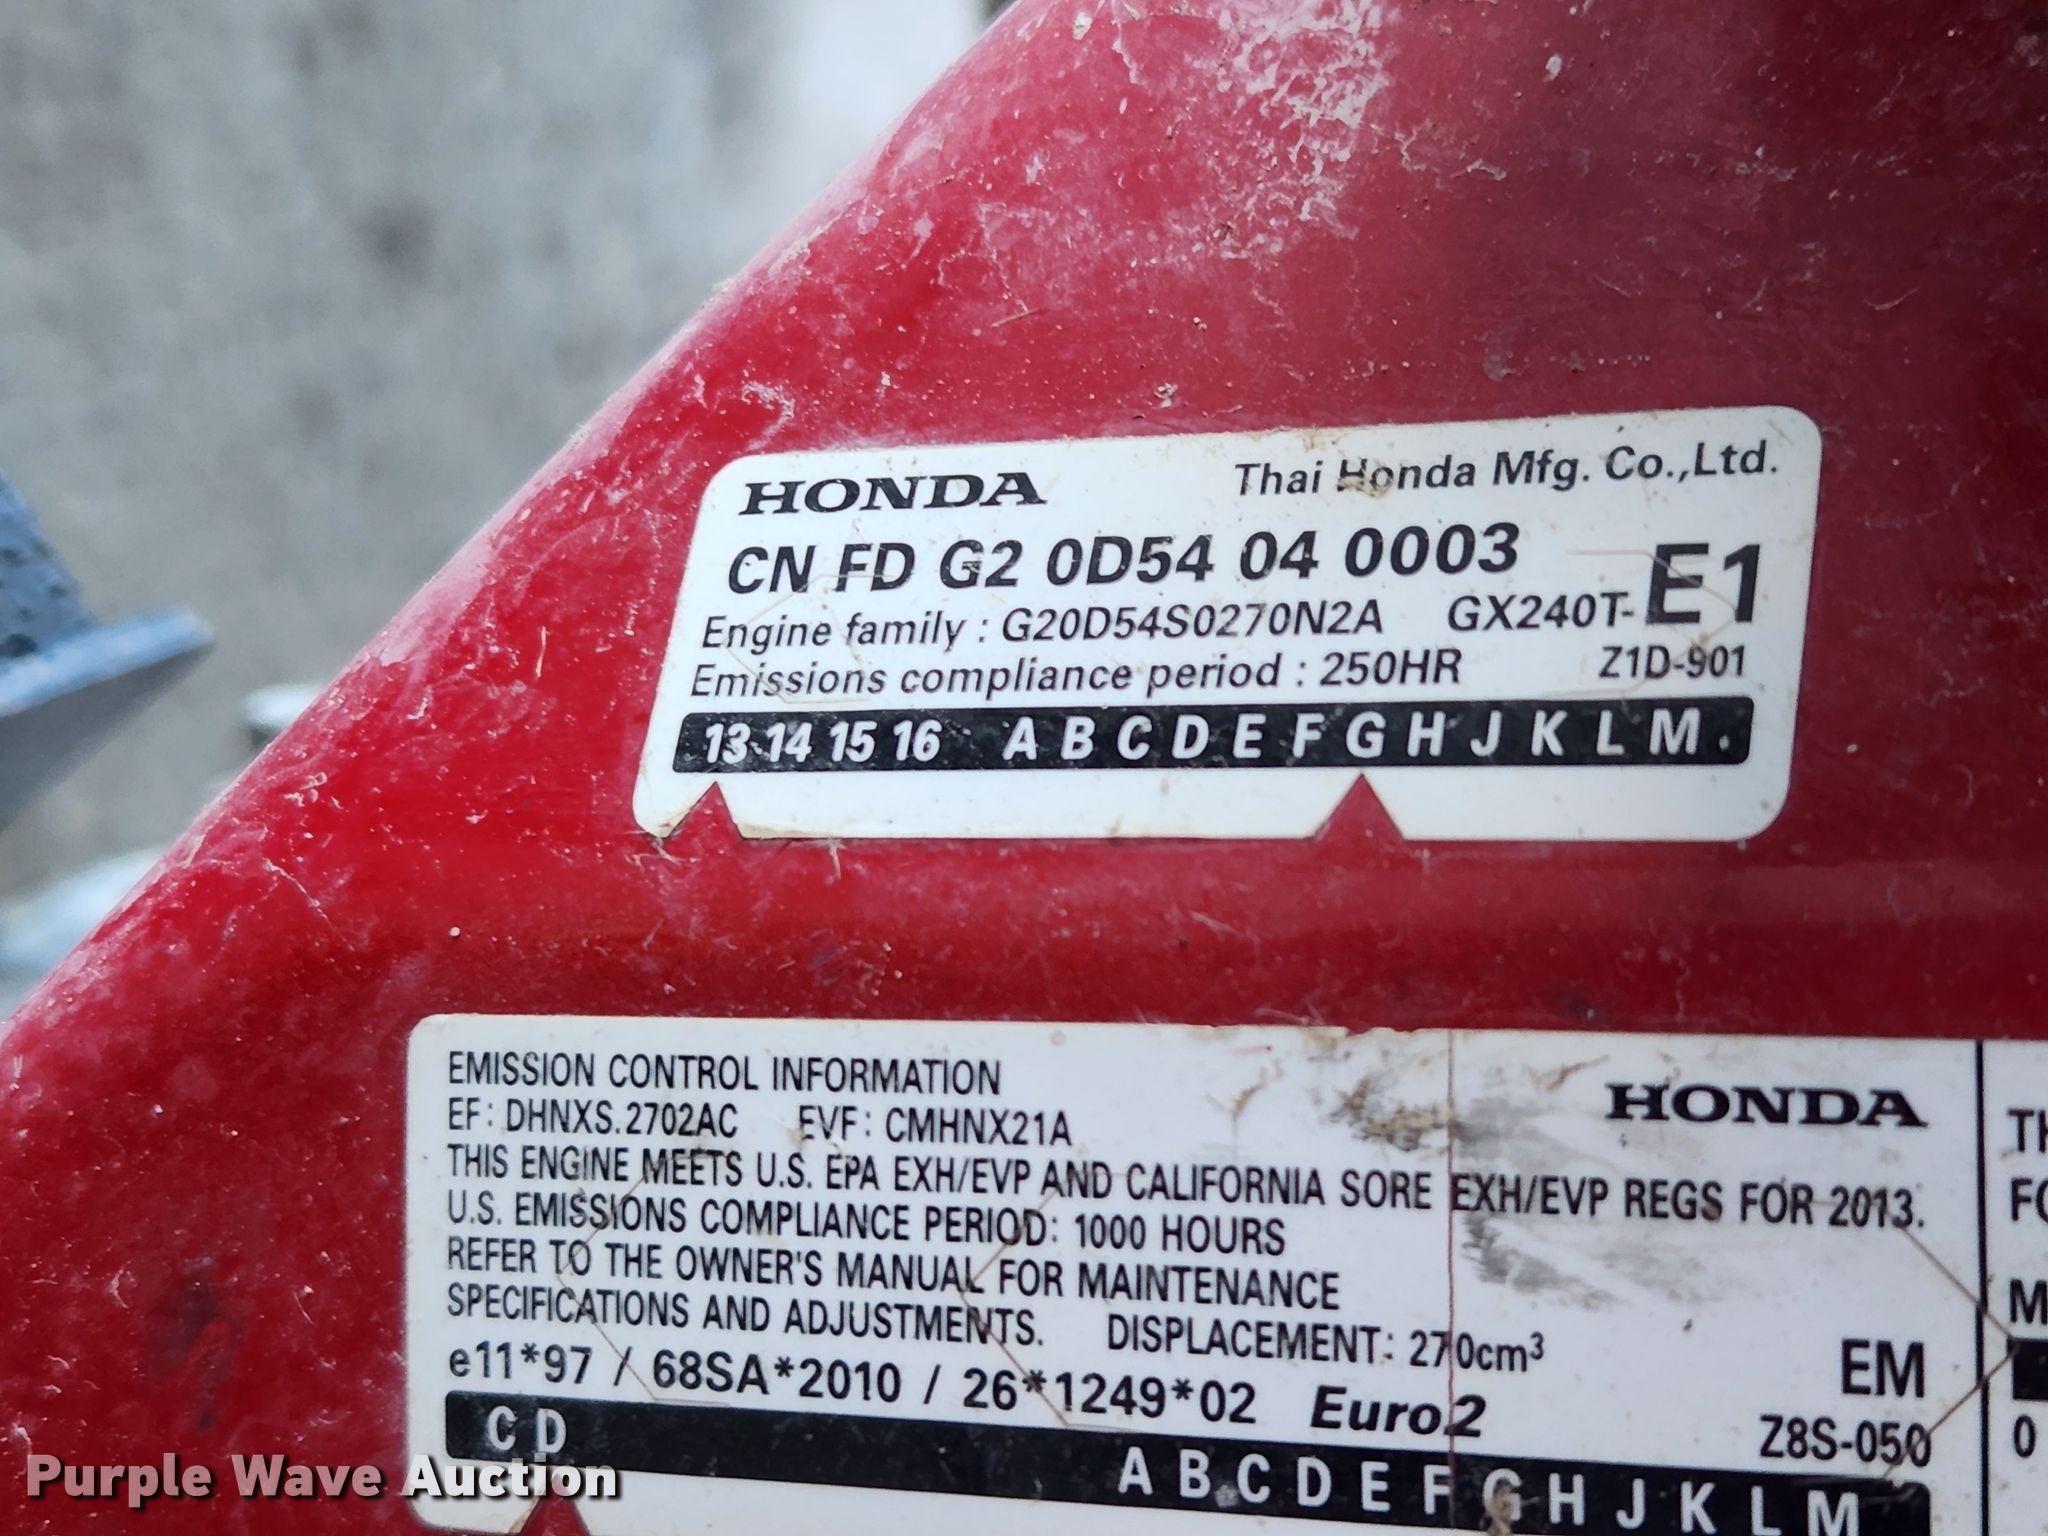 HONDA Thai Honda Mfg. Co.,Ltd.
CN FD G2 0D54 04 0003
Engine family : G20D54S0270N2A GX240T-E1
Emissions compliance period : 250HR Z1D-901
13 14 15 16 A B C D E F G H J K L M .
EMISSION CONTROL INFORMATION HONDA
EF: DHNXS.2702AC EVF: CMHNX21A
THIS ENGINE MEETS U.S. EPA EXH/EVP AND CALIFORNIA SORE EXH/EVP REGS FOR 2013.
U.S. EMISSIONS COMPLIANCE PERIOD: 1000 HOURS
REFER TO THE OWNER'S MANUAL FOR MAINTENANCE
SPECIFICATIONS AND ADJUSTMENTS. DISPLACEMENT: 270cm³
e11*97 / 68SA*2010 / 26*1249*02 Euro2 EM
Z8S-050
C D A B C D E F G H J K L M
0
Purple Wave Auction